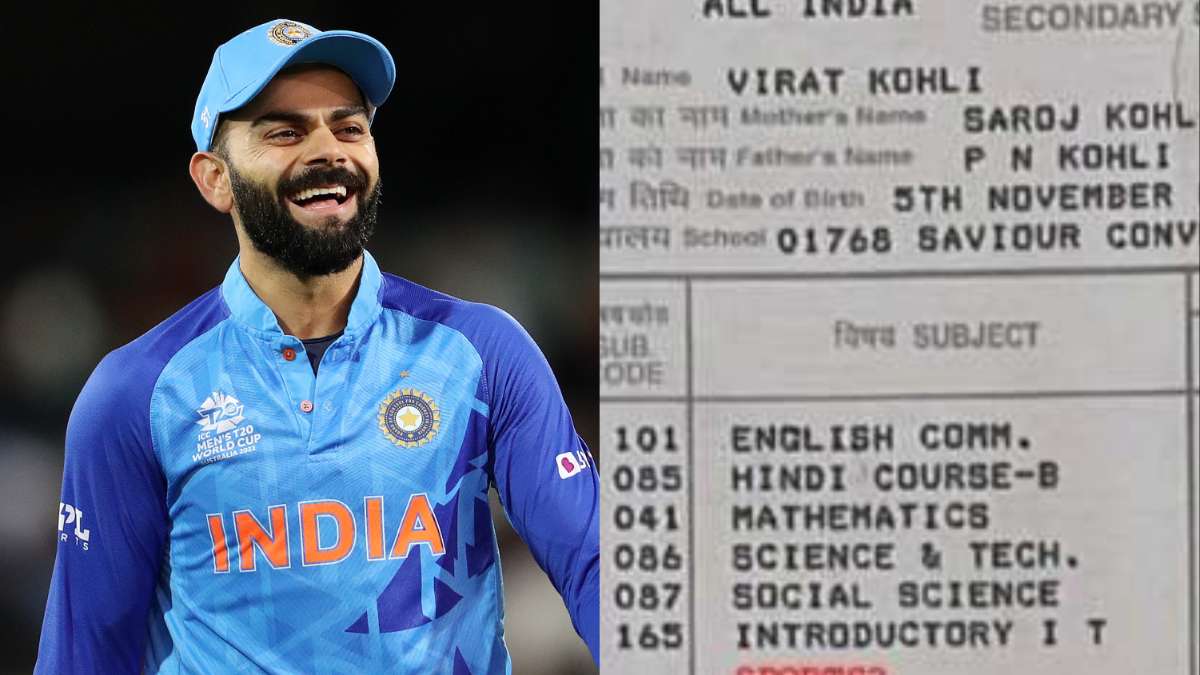 ICC
MEN'S T20
WORLD CUP
AUSTRALIA 2022
INDIA
PL
ALL INDIA
SECONDARY
Name VIRAT KOHLI
का नाम Mother's Name SAROJ KOHL
का नाम Father's Name P N KOHLI
तिथि Date of Birth 5TH NOVEMBER
School 01768 SAVIOUR CONV
SUB.
CODE
विषय SUBJECT
101 ENGLISH COMM.
085 HINDI COURSE-B
041 MATHEMATICS
086 SCIENCE & TECH.
087 SOCIAL SCIENCE
165 INTRODUCTORY I T